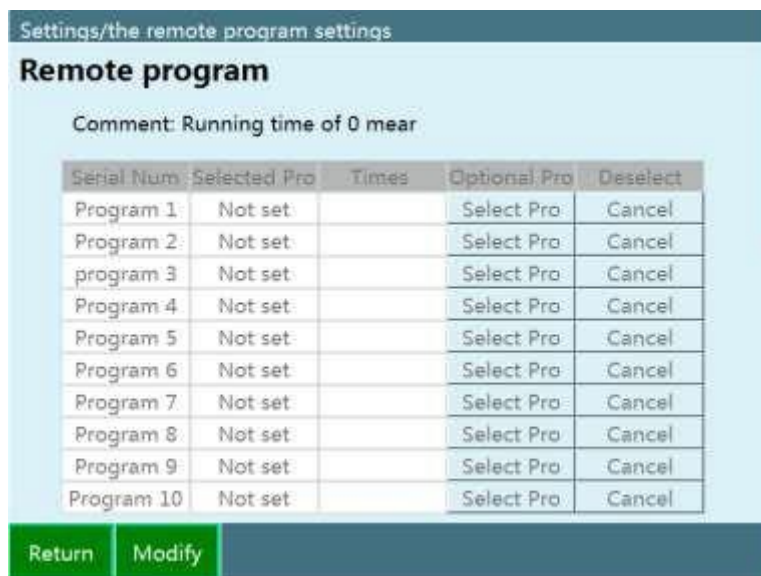 Settings/the remote program settings
Remote program
Comment: Running time of 0 mear
Serial Num Selected Pro Times Optional Pro Deselect
Program 1 Not set Select Pro Cancel
Program 2 Not set Select Pro Cancel
program 3 Not set Select Pro Cancel
Program 4 Not set Select Pro Cancel
Program 5 Not set Select Pro Cancel
Program 6 Not set Select Pro Cancel
Program 7 Not set Select Pro Cancel
Program 8 Not set Select Pro Cancel
Program 9 Not set Select Pro Cancel
Program 10 Not set Select Pro Cancel
Return Modify